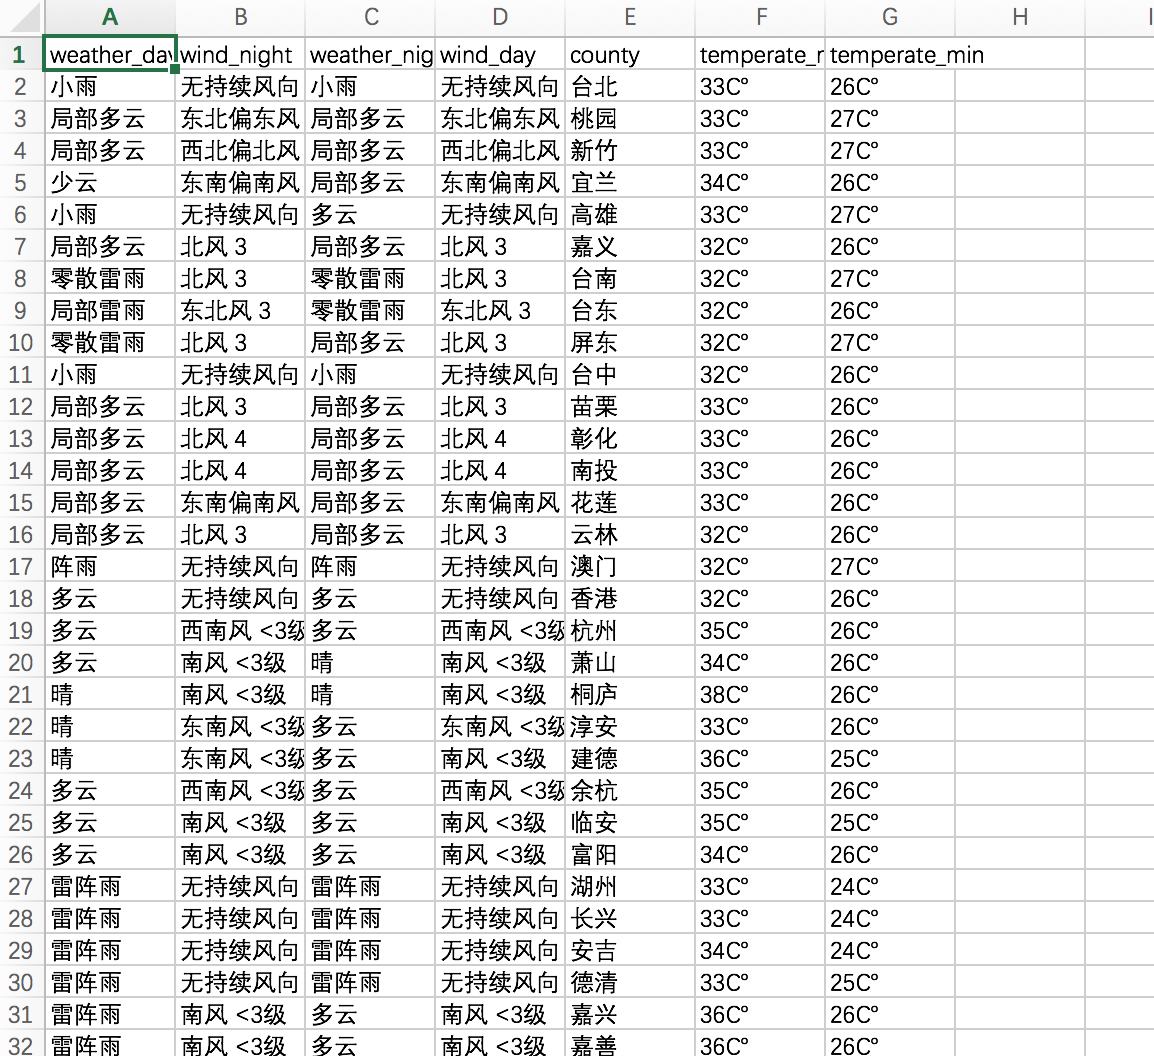 A B C D E F G H I
1 weather_day wind_night weather_nig wind_day county temperate_r temperate_min
2 小雨 无持续风向 小雨 无持续风向 台北 33C° 26C°
3 局部多云 东北偏东风 局部多云 东北偏东风 桃园 33C° 27C°
4 局部多云 西北偏北风 局部多云 西北偏北风 新竹 33C° 27C°
5 少云 东南偏南风 局部多云 东南偏南风 宜兰 34C° 26C°
6 小雨 无持续风向 多云 无持续风向 高雄 33C° 27C°
7 局部多云 北风 3 局部多云 北风 3 嘉义 32C° 26C°
8 零散雷雨 北风 3 零散雷雨 北风 3 台南 32C° 27C°
9 局部雷雨 东北风 3 零散雷雨 东北风 3 台东 32C° 26C°
10 零散雷雨 北风 3 局部多云 北风 3 屏东 32C° 27C°
11 小雨 无持续风向 小雨 无持续风向 台中 32C° 26C°
12 局部多云 北风 3 局部多云 北风 3 苗栗 33C° 26C°
13 局部多云 北风 4 局部多云 北风 4 彰化 33C° 26C°
14 局部多云 北风 4 局部多云 北风 4 南投 33C° 26C°
15 局部多云 东南偏南风 局部多云 东南偏南风 花莲 33C° 26C°
16 局部多云 北风 3 局部多云 北风 3 云林 32C° 26C°
17 阵雨 无持续风向 阵雨 无持续风向 澳门 32C° 27C°
18 多云 无持续风向 多云 无持续风向 香港 32C° 26C°
19 多云 西南风 <3级 多云 西南风 <3级 杭州 35C° 26C°
20 多云 南风 <3级 晴 南风 <3级 萧山 34C° 26C°
21 晴 南风 <3级 晴 南风 <3级 桐庐 38C° 26C°
22 晴 东南风 <3级 多云 东南风 <3级 淳安 33C° 26C°
23 晴 东南风 <3级 多云 南风 <3级 建德 36C° 25C°
24 多云 西南风 <3级 多云 西南风 <3级 余杭 35C° 26C°
25 多云 南风 <3级 多云 南风 <3级 临安 35C° 25C°
26 多云 南风 <3级 多云 南风 <3级 富阳 34C° 26C°
27 雷阵雨 无持续风向 雷阵雨 无持续风向 湖州 33C° 24C°
28 雷阵雨 无持续风向 雷阵雨 无持续风向 长兴 33C° 24C°
29 雷阵雨 无持续风向 雷阵雨 无持续风向 安吉 34C° 24C°
30 雷阵雨 无持续风向 雷阵雨 无持续风向 德清 33C° 25C°
31 雷阵雨 南风 <3级 多云 南风 <3级 嘉兴 36C° 26C°
32 雷阵雨 南风 <3级 多云 南风 <3级 嘉善 36C° 26C°